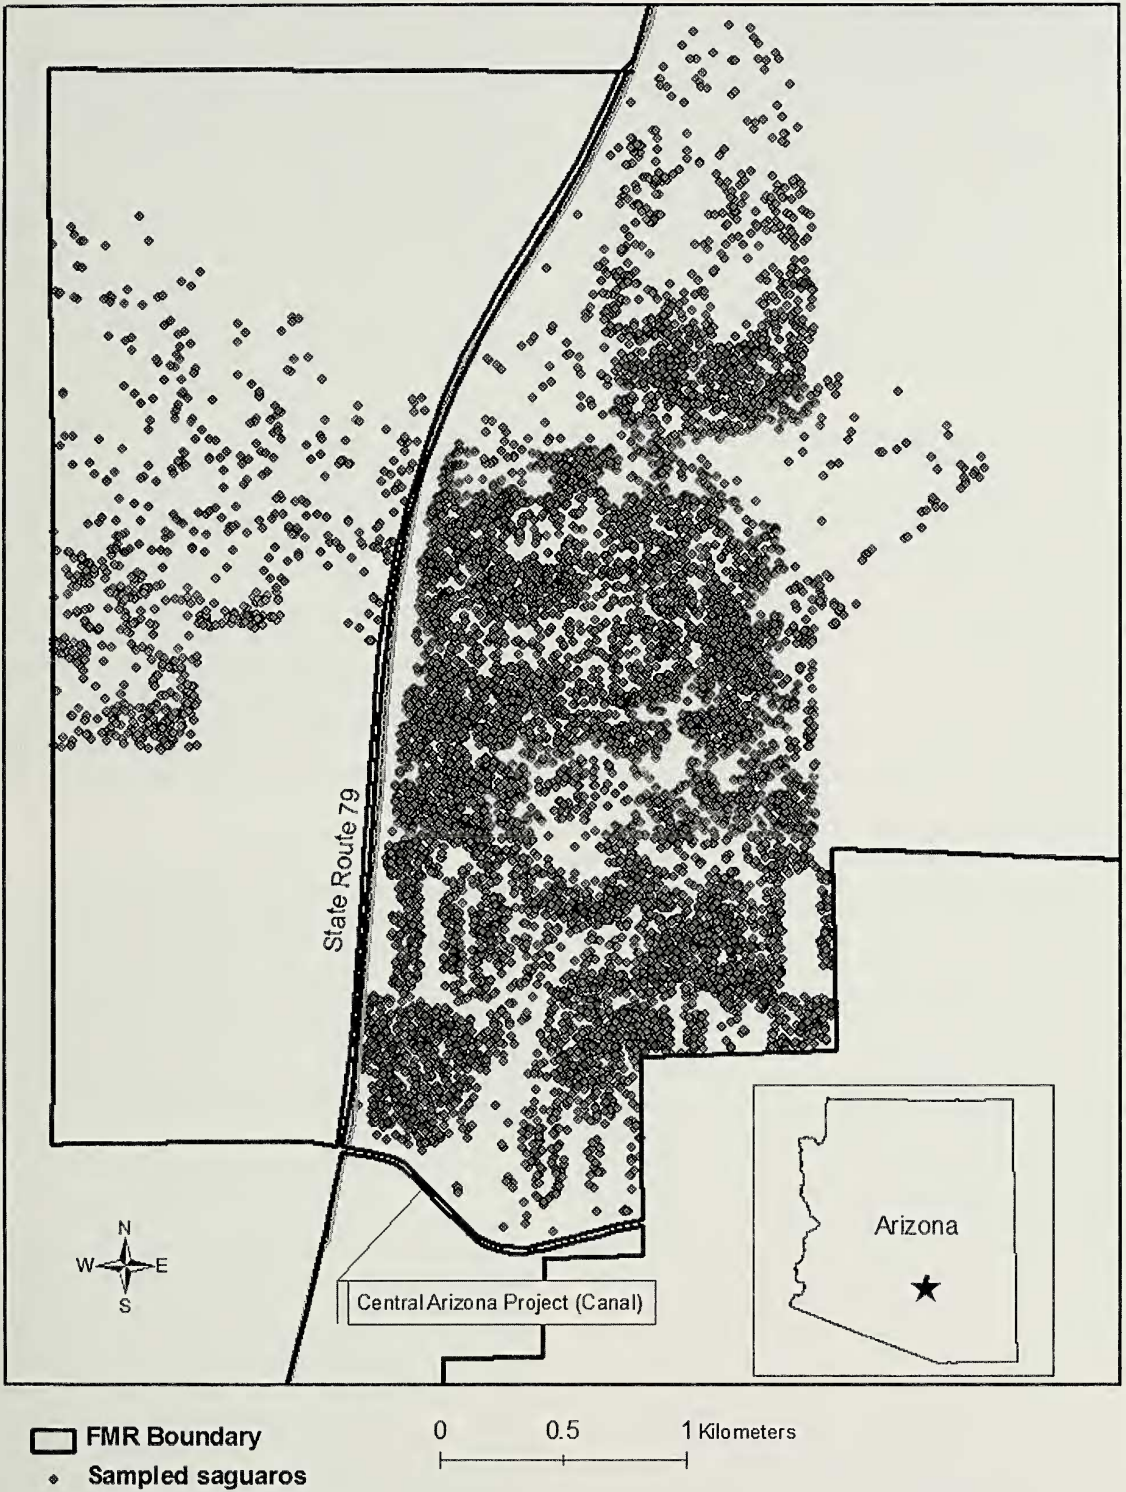 State Route 79
N
W E
S
Arizona
Central Arizona Project (Canal)
FMR Boundary
Sampled saguaros
0 0.5 1 Kilometers